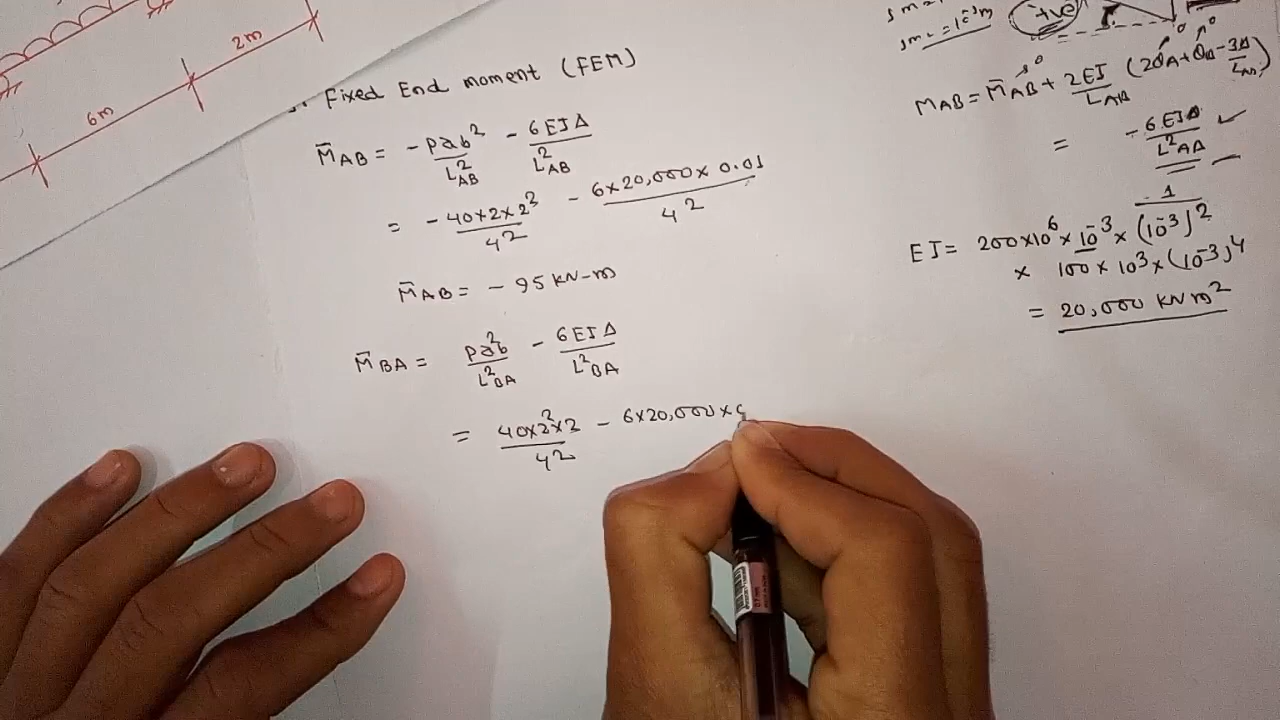 2m
6m
Fixed End moment (FEM)
M̄AB = - Pab²/L²AB - 6EIΔ/L²AB
= - 40×2×2²/4² - 6×20,000×0.01/4²
M̄AB = - 95 kN-m
M̄BA = Pa²b/L²BA - 6EIΔ/L²BA
= 40×2²×2/4² - 6×20,000×
+ve
MAB = M̄AB + 2EI/LAB (2θA + θB - 3Δ/LAB)
= - 6EIΔ/L²AB
EI = 200×10⁶ × 10⁻³ × 1/(10⁻³)²
× 100 × 10³ × (10⁻³)⁴
= 20,000 kNm²